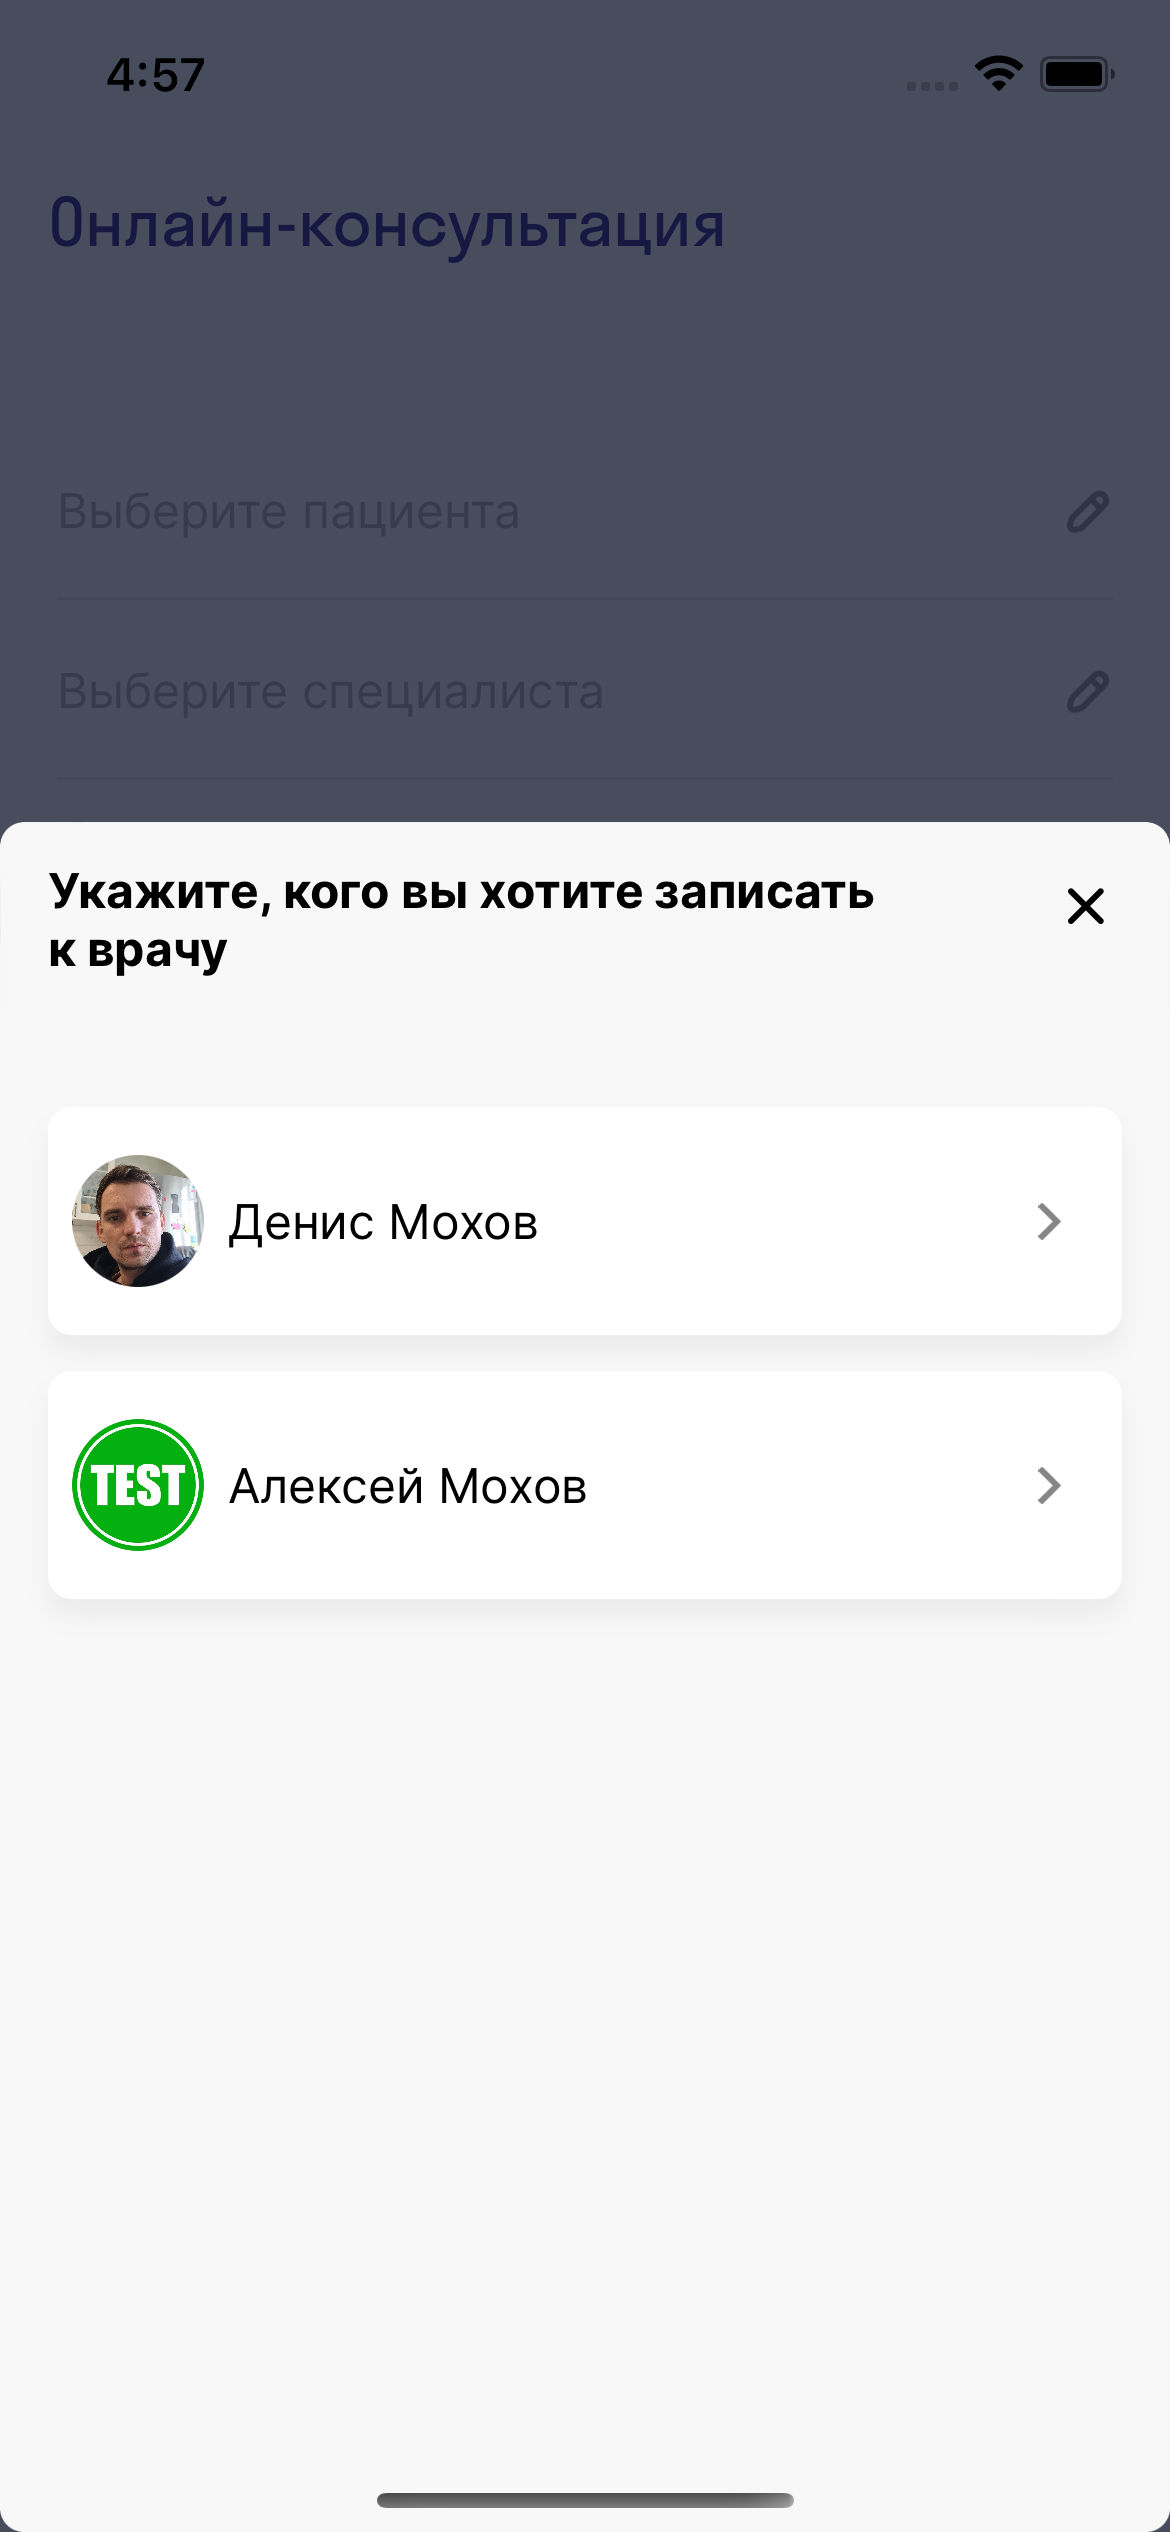 4:57
Онлайн-консультация
Выберите пациента
Выберите специалиста
Укажите, кого вы хотите записать
к врачу
Денис Мохов
TEST
Алексей Мохов